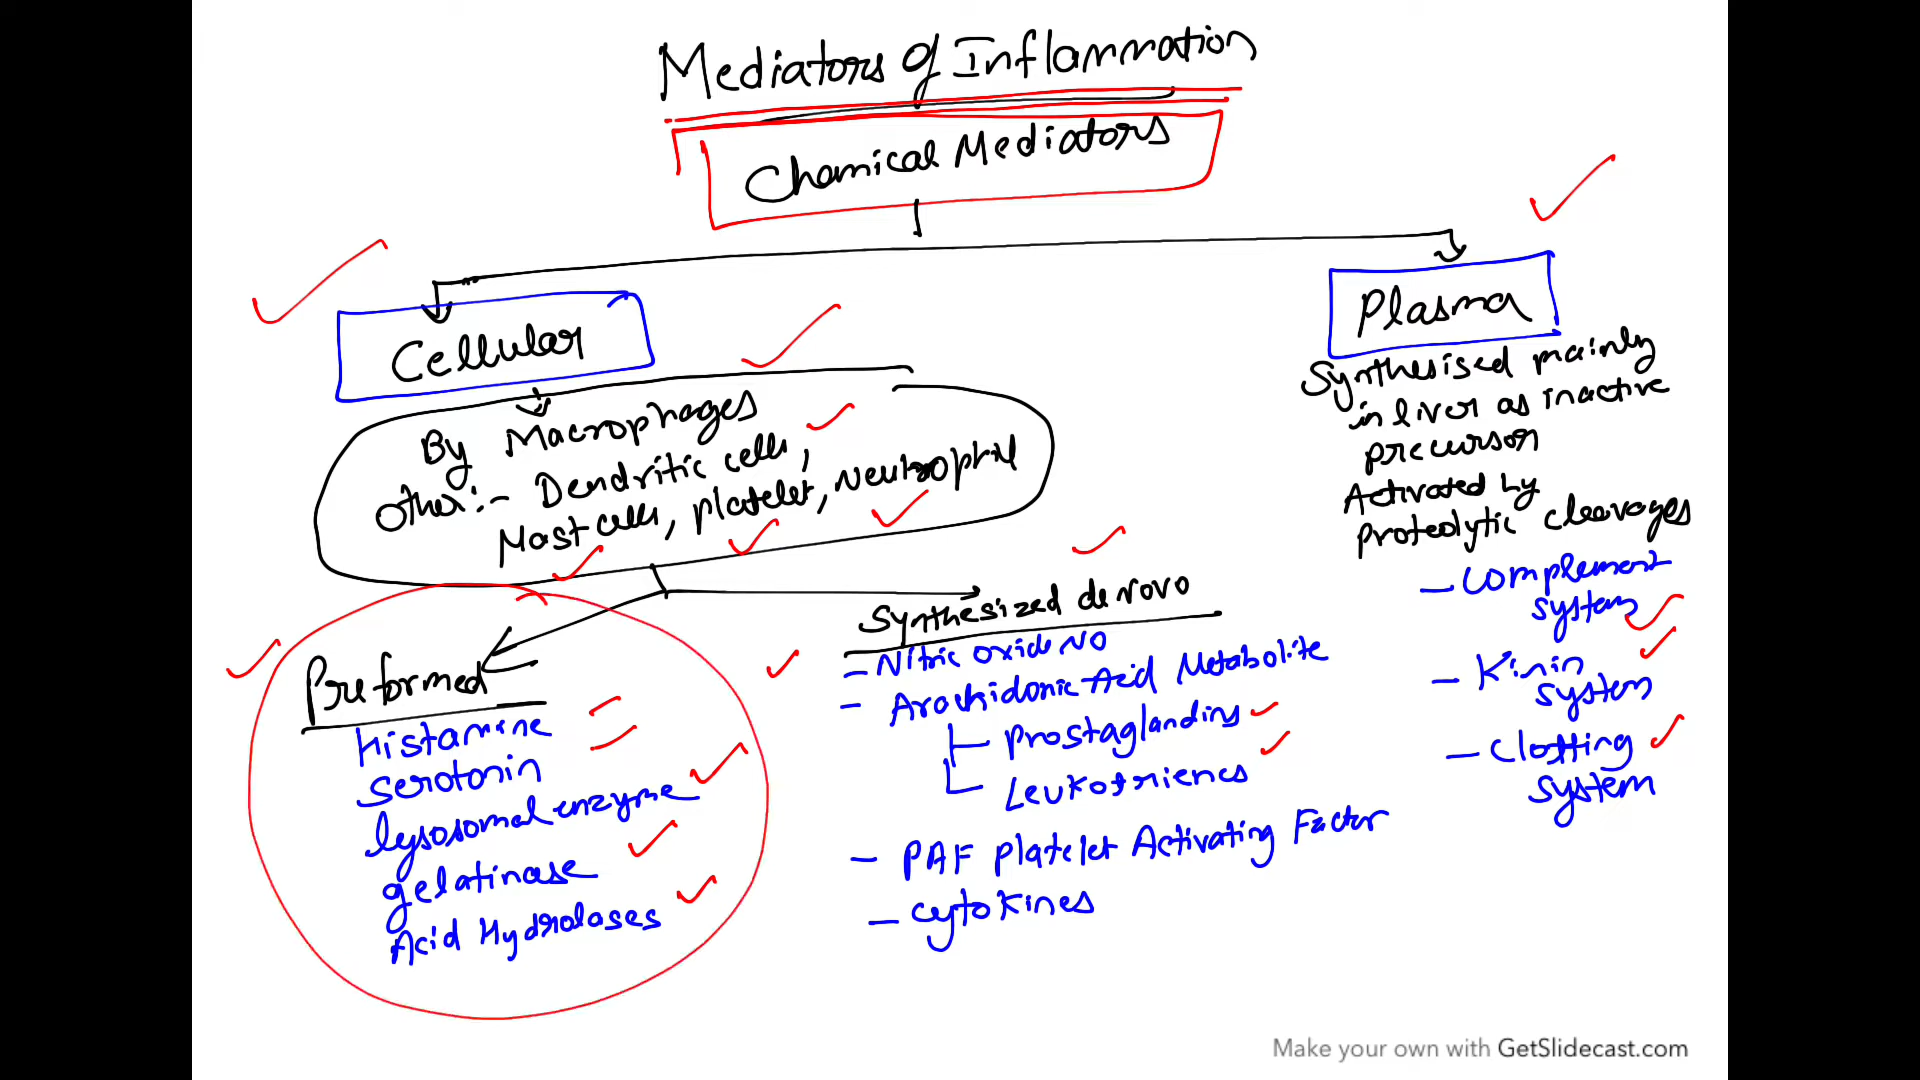 Mediators of Inflammation
Chemical Mediators
Cellular
By Macrophages
Other:- Dendritic cells,
Mast cells, Platelet, Neutrophil
Preformed
Histamine
Serotonin
lysosomal enzyme
gelatinase
Acid Hydrolases
Synthesized de novo
- Nitric oxide NO
- Arachidonic Acid Metabolite
Prostaglandins
Leukotrienes
- PAF Platelet Activating Factor
- Cytokines
Plasma
Synthesised mainly
in liver as inactive
precursor
Activated by
Proteolytic cleavages
- Complement
system
- Kinin
system
- Clotting
system
Make your own with GetSlidecast.com